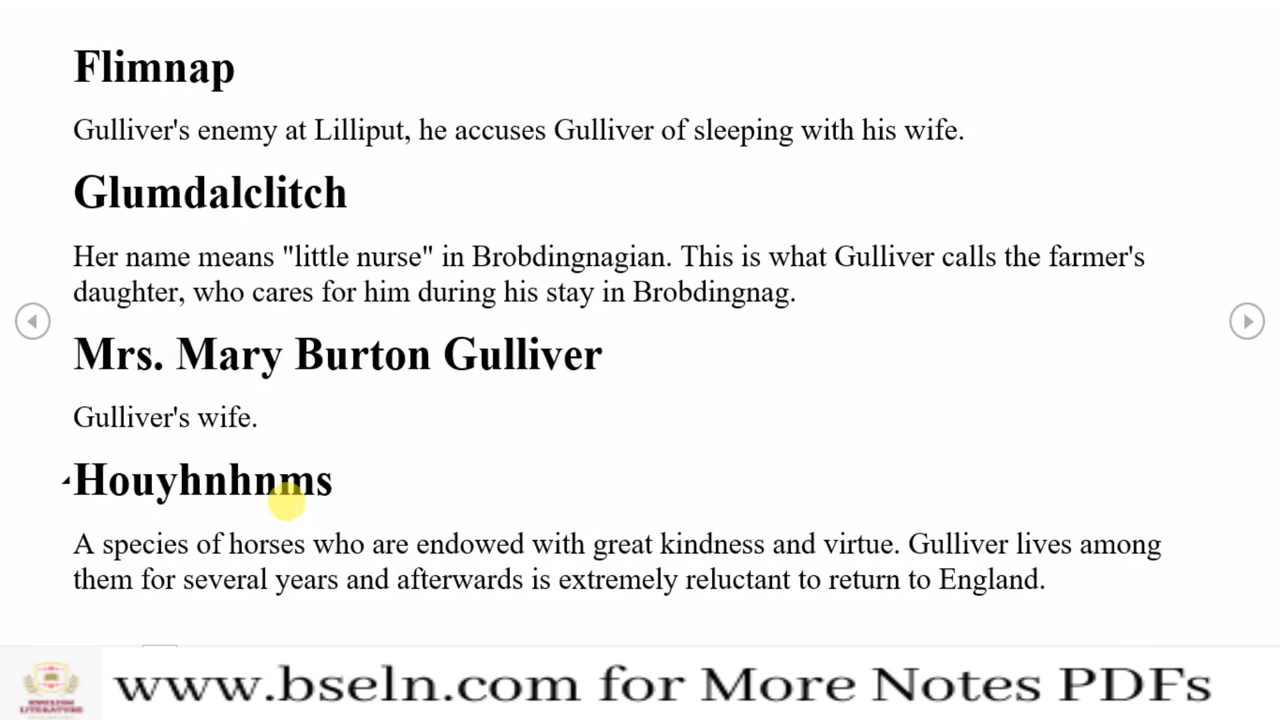 Flimnap
Gulliver's enemy at Lilliput, he accuses Gulliver of sleeping with his wife.
Glumdalclitch
Her name means "little nurse" in Brobdingnagian. This is what Gulliver calls the farmer's
daughter, who cares for him during his stay in Brobdingnag.
Mrs. Mary Burton Gulliver
Gulliver's wife.
Houyhnhnms
A species of horses who are endowed with great kindness and virtue. Gulliver lives among
them for several years and afterwards is extremely reluctant to return to England.
www.bseln.com for More Notes PDFs
ENGLISH
LITERATURE